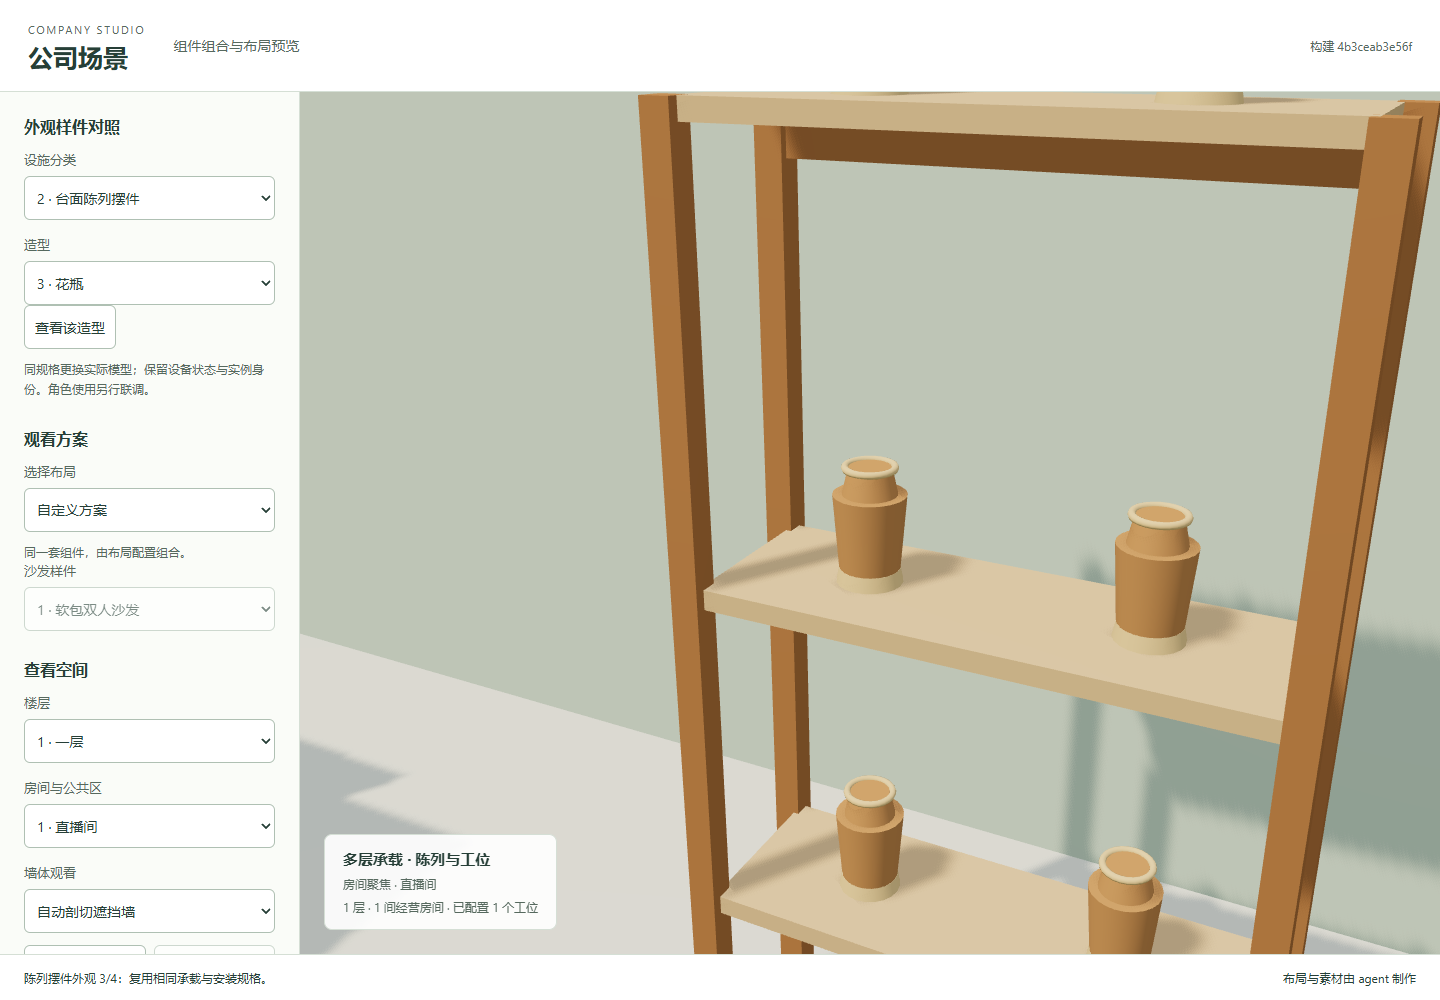 COMPANY STUDIO
公司场景
组件组合与布局预览
构建 4b3ceab3e56f
外观样件对照
设施分类
2 · 台面陈列摆件
造型
3 · 花瓶
查看该造型
同规格更换实际模型；保留设备状态与实例身
份。角色使用另行联调。
观看方案
选择布局
自定义方案
同一套组件，由布局配置组合。
沙发样件
1 · 软包双人沙发
查看空间
楼层
1 · 一层
房间与公共区
1 · 直播间
墙体观看
自动剖切遮挡墙
多层承载 · 陈列与工位
房间聚焦 · 直播间
1 层 · 1 间经营房间 · 已配置 1 个工位
陈列摆件外观 3/4：复用相同承载与安装规格。
布局与素材由 agent 制作